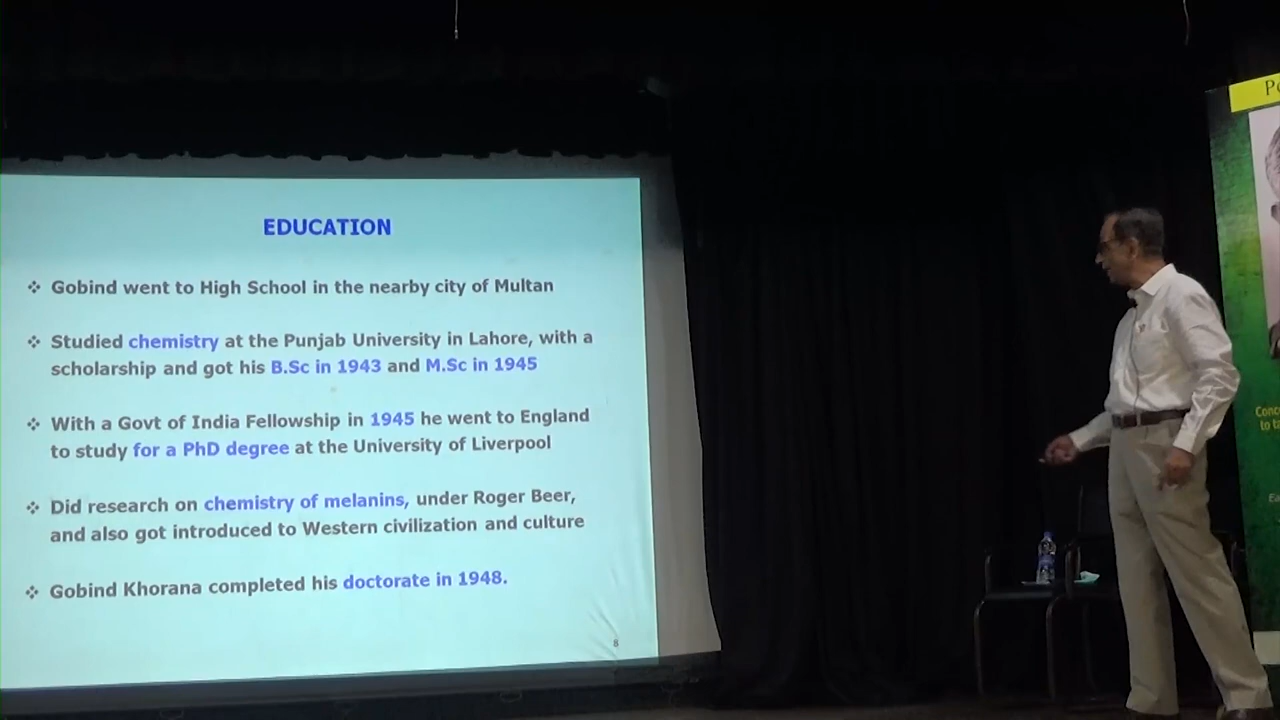 EDUCATION
❖ Gobind went to High School in the nearby city of Multan
❖ Studied chemistry at the Punjab University in Lahore, with a
scholarship and got his B.Sc in 1943 and M.Sc in 1945
❖ With a Govt of India Fellowship in 1945 he went to England
to study for a PhD degree at the University of Liverpool
❖ Did research on chemistry of melanins, under Roger Beer,
and also got introduced to Western civilization and culture
❖ Gobind Khorana completed his doctorate in 1948.
8